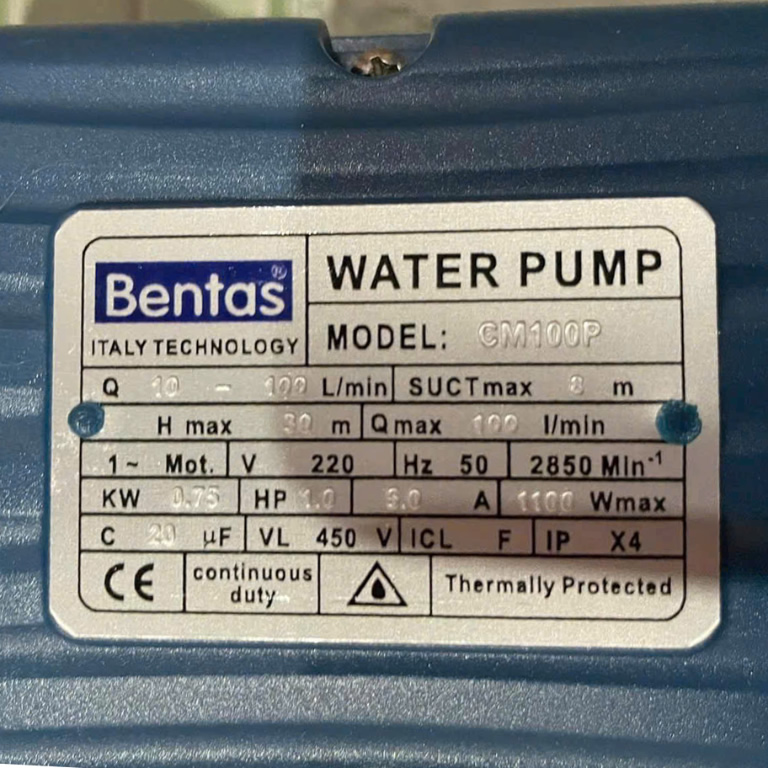 Bentas®
ITALY TECHNOLOGY
WATER PUMP
MODEL: CM100P
Q 10 - 100 L/min SUCTmax 8 m
H max 30 m Qmax 100 l/min
1~ Mot. V 220 Hz 50 2850 MIn-1
KW 0.75 HP 1.0 A 1100 Wmax
C 20 µF VL 450 V ICL F IP X4
CE continuous duty Thermally Protected